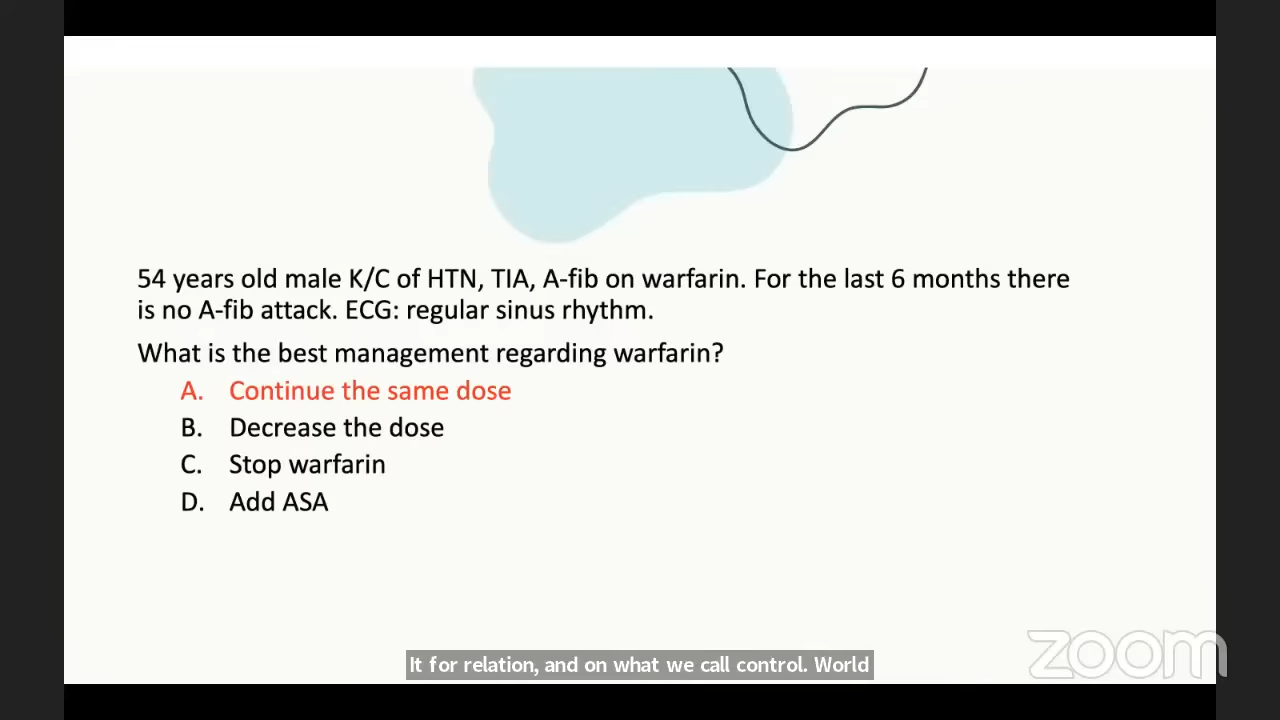 54 years old male K/C of HTN, TIA, A-fib on warfarin. For the last 6 months there
is no A-fib attack. ECG: regular sinus rhythm.
What is the best management regarding warfarin?
A. Continue the same dose
B. Decrease the dose
C. Stop warfarin
D. Add ASA
It for relation, and on what we call control. World
zoom